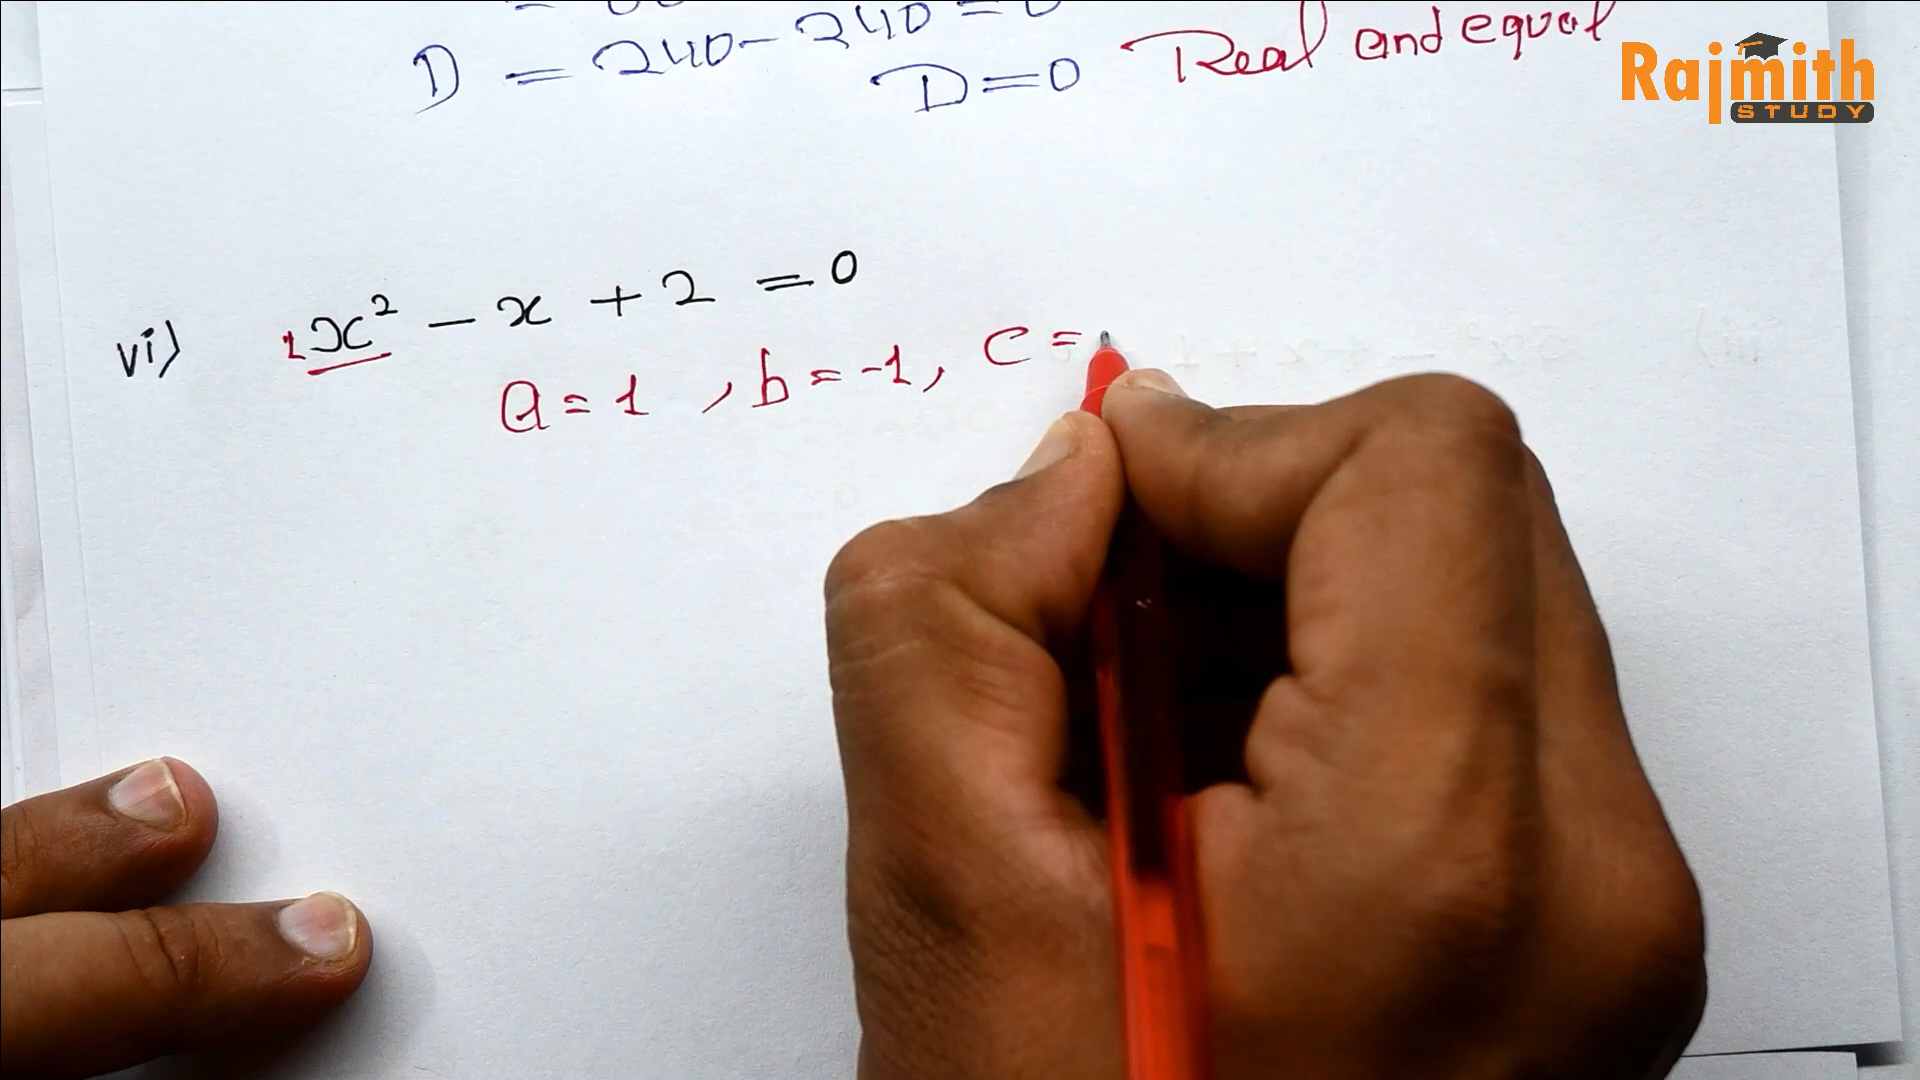 D = 240 - 240 = 0
D = 0 Real and equal
Rajmith
STUDY
vi) 1x² - x + 2 = 0
a = 1 , b = -1, c =